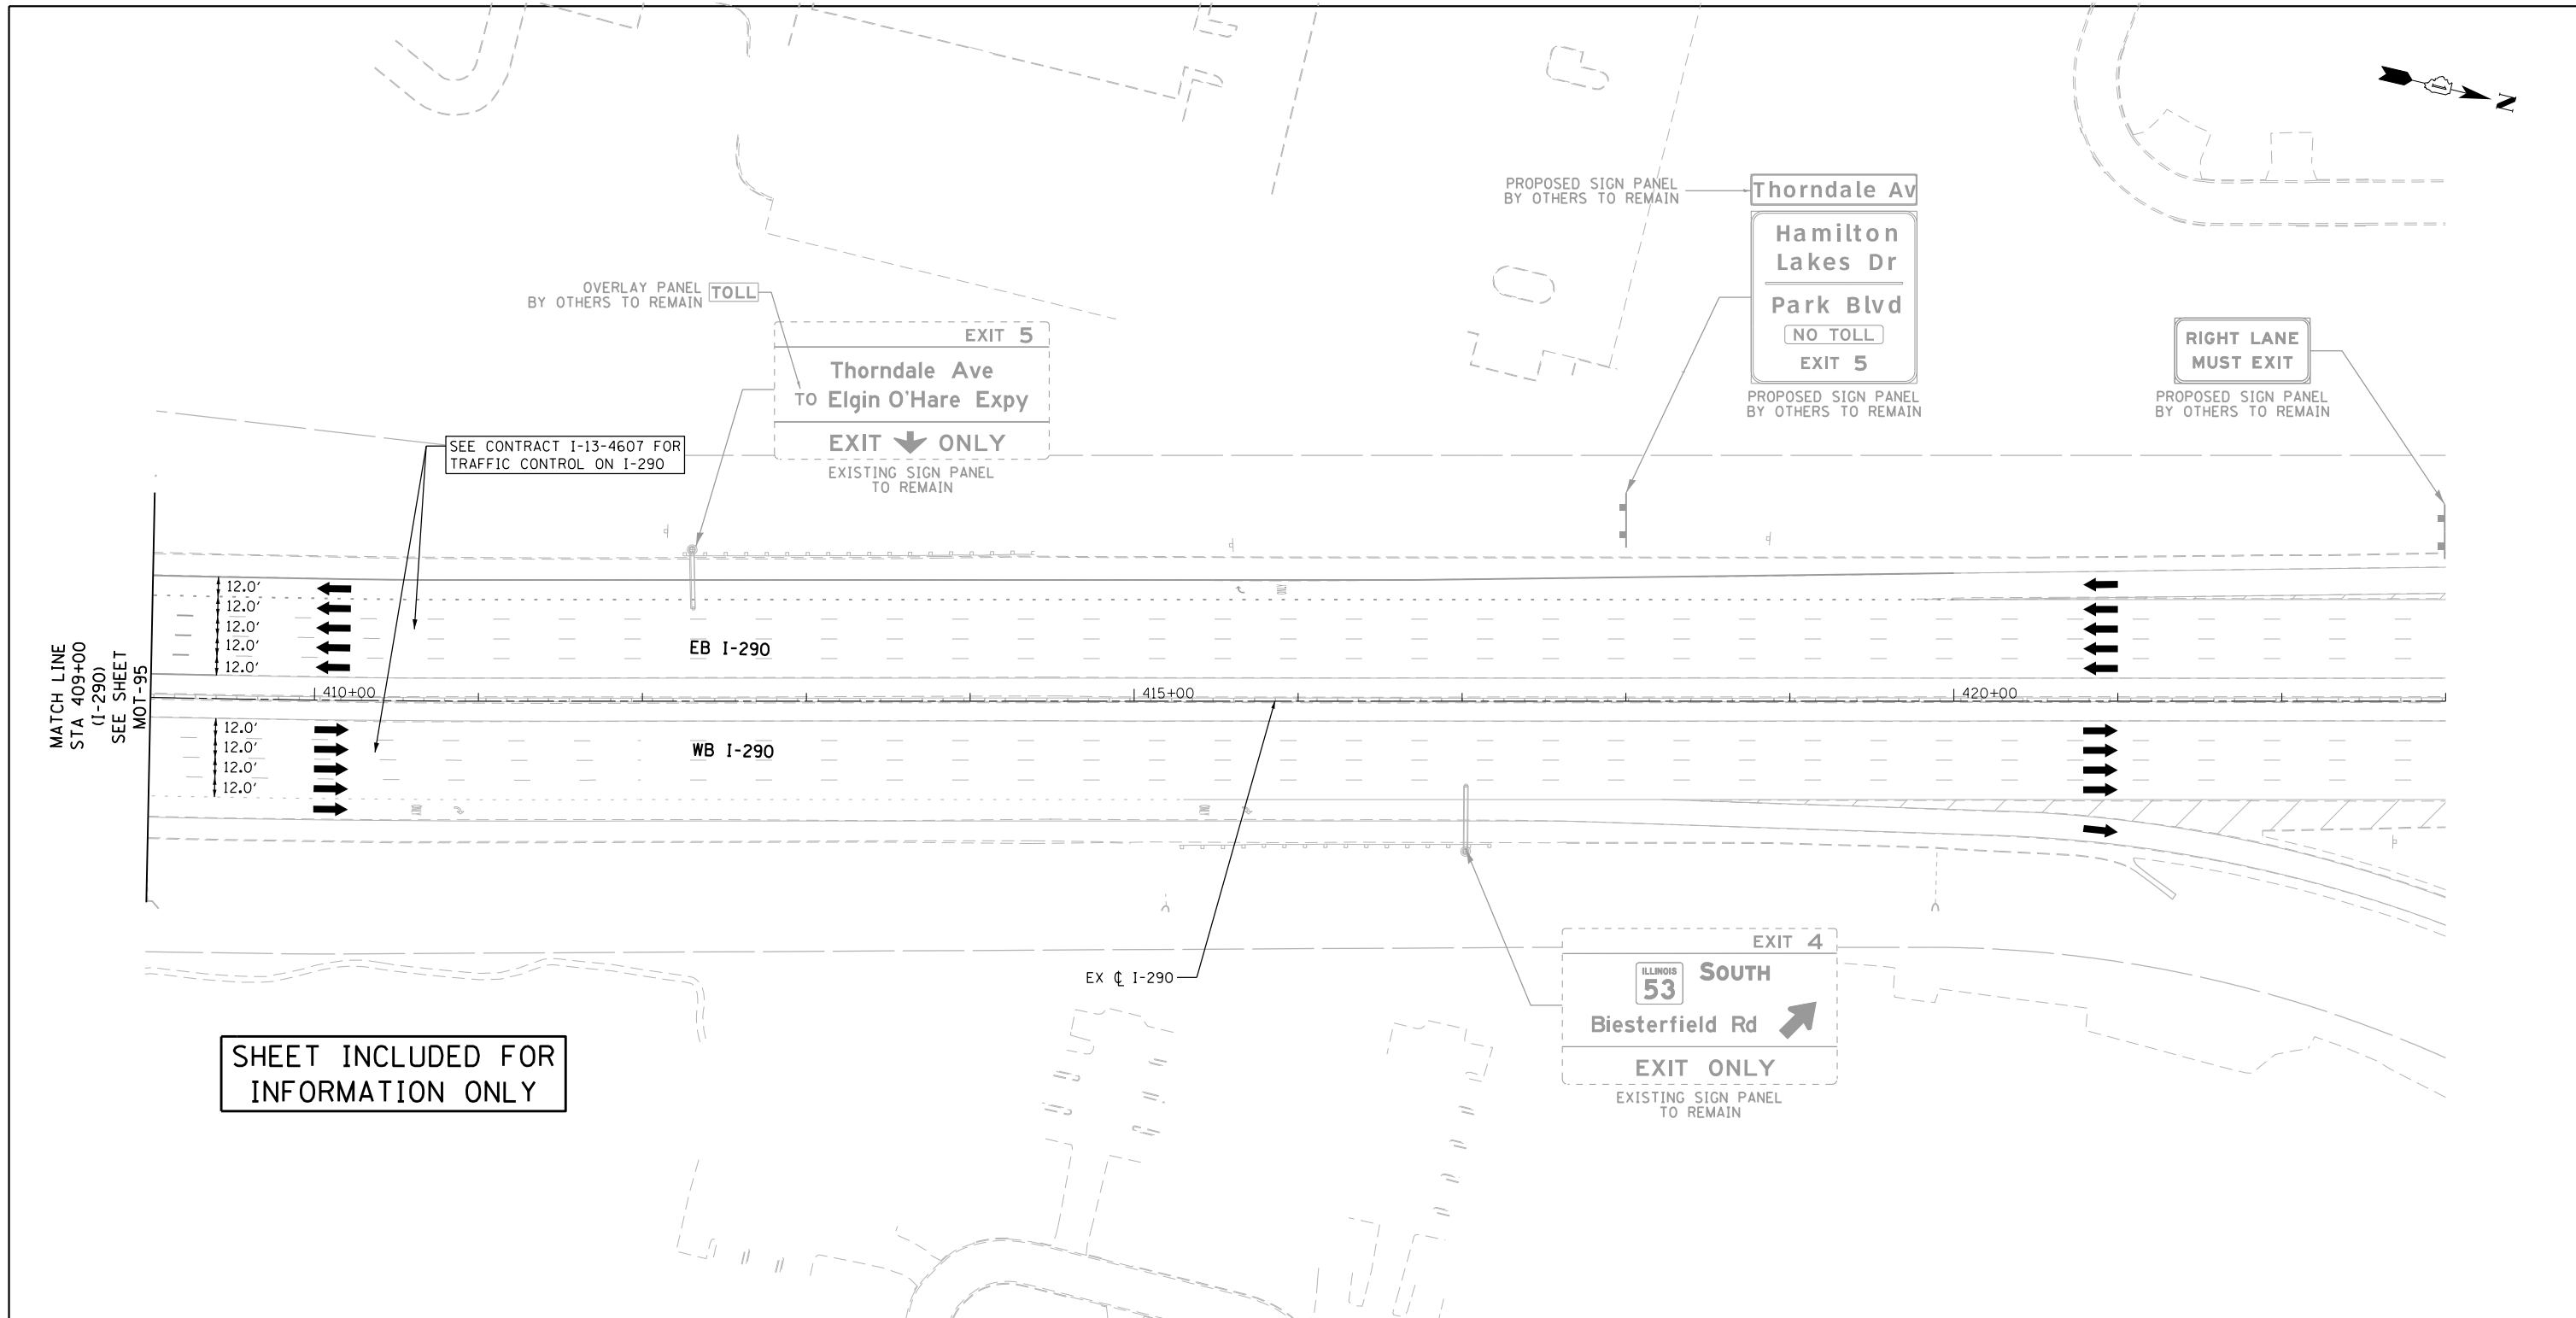 N
PROPOSED SIGN PANEL
BY OTHERS TO REMAIN
Thorndale Av
Hamilton
Lakes Dr
Park Blvd
NO TOLL
EXIT 5
PROPOSED SIGN PANEL
BY OTHERS TO REMAIN
RIGHT LANE
MUST EXIT
PROPOSED SIGN PANEL
BY OTHERS TO REMAIN
OVERLAY PANEL
BY OTHERS TO REMAIN
TOLL
EXIT 5
Thorndale Ave
TO Elgin O'Hare Expy
EXIT ONLY
EXISTING SIGN PANEL
TO REMAIN
SEE CONTRACT I-13-4607 FOR
TRAFFIC CONTROL ON I-290
MATCH LINE
STA 409+00
(I-290)
SEE SHEET
MOT-95
12.0'
12.0'
12.0'
12.0'
12.0'
ONLY
EB I-290
410+00
415+00
420+00
12.0'
12.0'
12.0'
12.0'
WB I-290
ONLY
ONLY
EX ℄ I-290
EXIT 4
ILLINOIS
53
SOUTH
Biesterfield Rd
EXIT ONLY
EXISTING SIGN PANEL
TO REMAIN
SHEET INCLUDED FOR
INFORMATION ONLY